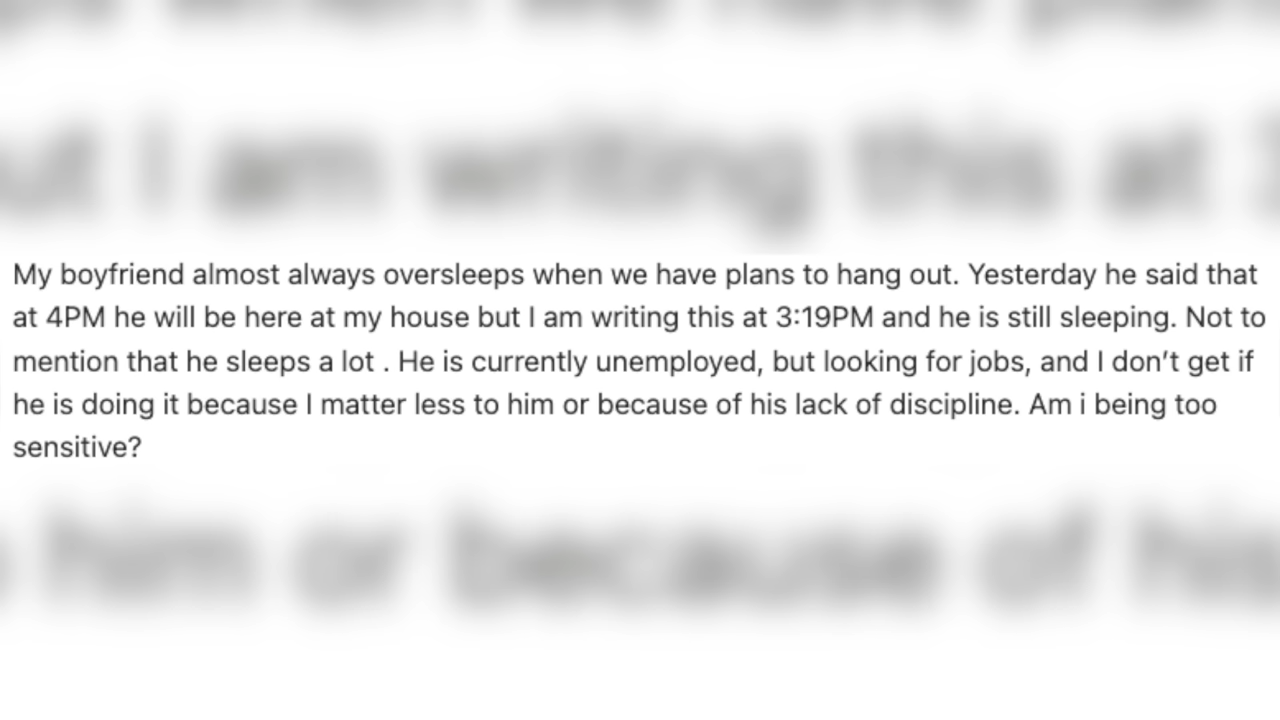 My boyfriend almost always oversleeps when we have plans to hang out. Yesterday he said that
at 4PM he will be here at my house but I am writing this at 3:19PM and he is still sleeping. Not to
mention that he sleeps a lot . He is currently unemployed, but looking for jobs, and I don’t get if
he is doing it because I matter less to him or because of his lack of discipline. Am i being too
sensitive?